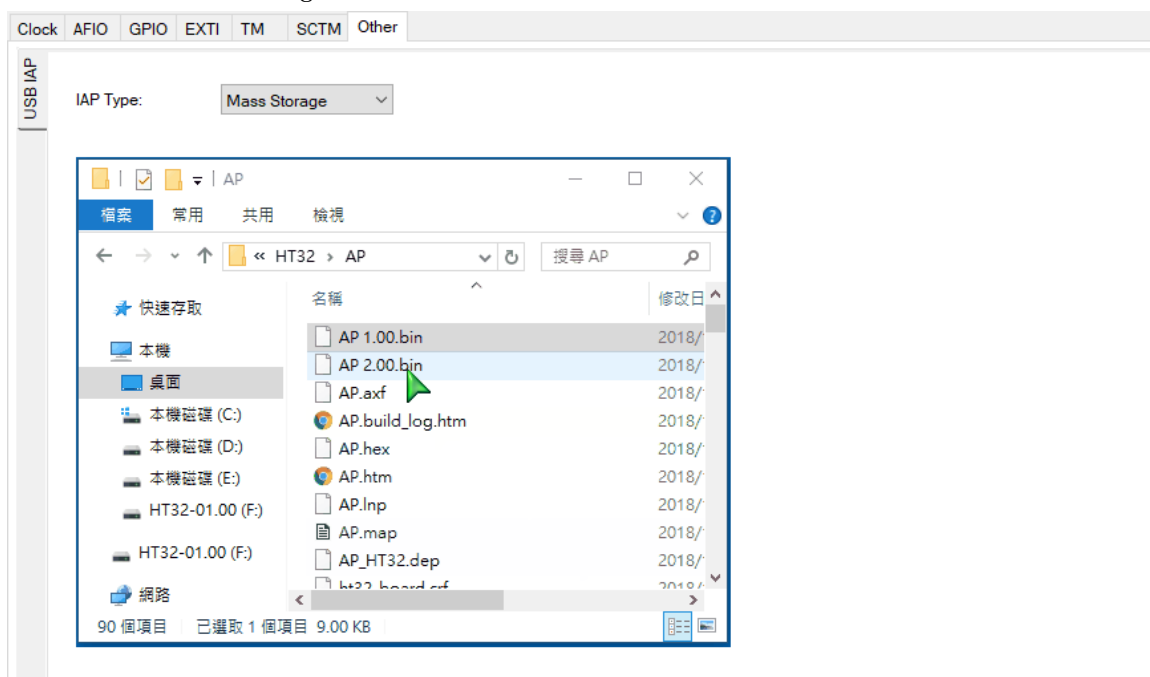 Clock AFIO GPIO EXTI TM SCTM Other
USB IAP
IAP Type: Mass Storage
AP
檔案 常用 共用 檢視
« HT32 › AP 搜尋 AP
快速存取
本機
桌面
本機磁碟 (C:)
本機磁碟 (D:)
本機磁碟 (E:)
HT32-01.00 (F:)
HT32-01.00 (F:)
網路
名稱 修改日
AP 1.00.bin 2018/
AP 2.00.bin 2018/
AP.axf 2018/
AP.build_log.htm 2018/
AP.hex 2018/
AP.htm 2018/
AP.lnp 2018/
AP.map 2018/
AP_HT32.dep 2018/
ht32_board.crf 2018/
90 個項目 已選取 1 個項目 9.00 KB